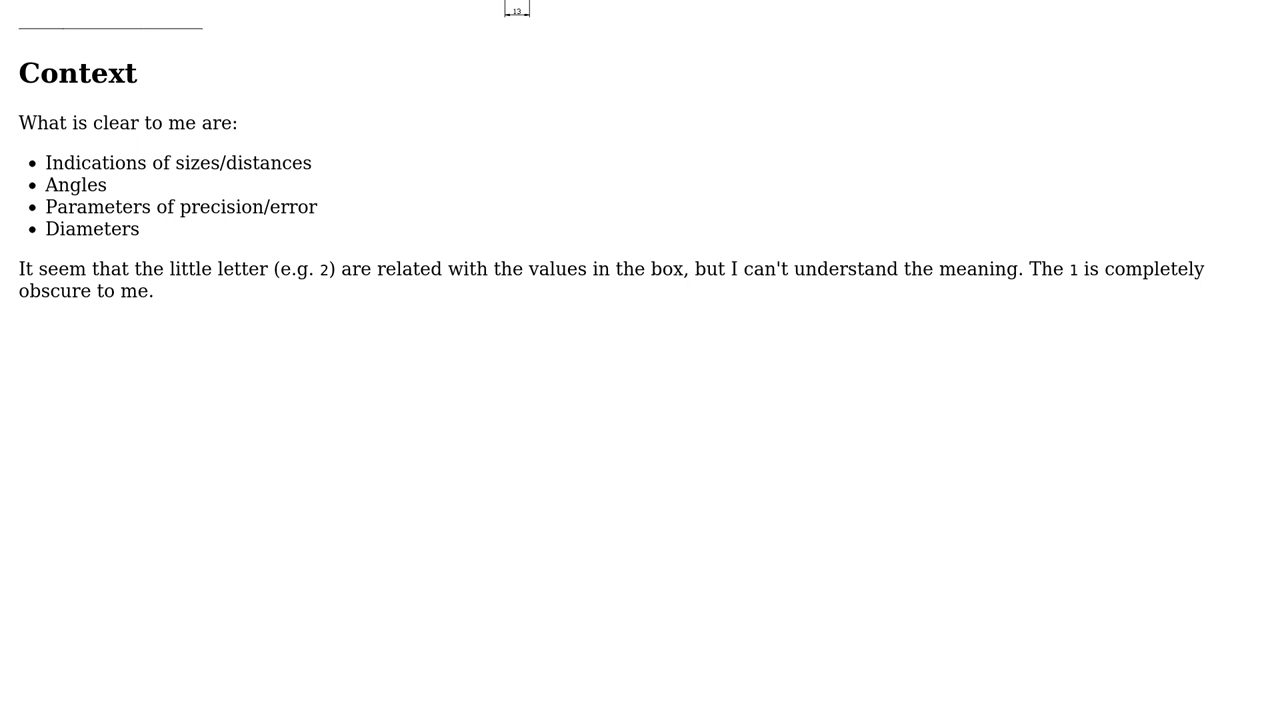 13
Context
What is clear to me are:
Indications of sizes/distances
Angles
Parameters of precision/error
Diameters
It seem that the little letter (e.g. 2) are related with the values in the box, but I can't understand the meaning. The 1 is completely
obscure to me.